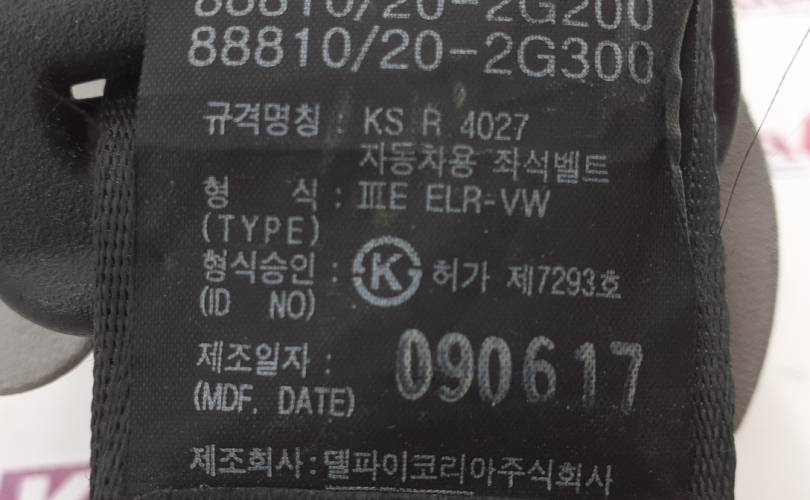 88810/20-2G200
88810/20-2G300
규격명칭 : KS R 4027
자동차용 좌석벨트
형 식 : ⅢE ELR-VW
(TYPE)
형식승인 : K 허가 제7293호
(ID NO)
제조일자 : 090617
(MDF. DATE)
제조회사 : 델파이코리아주식회사